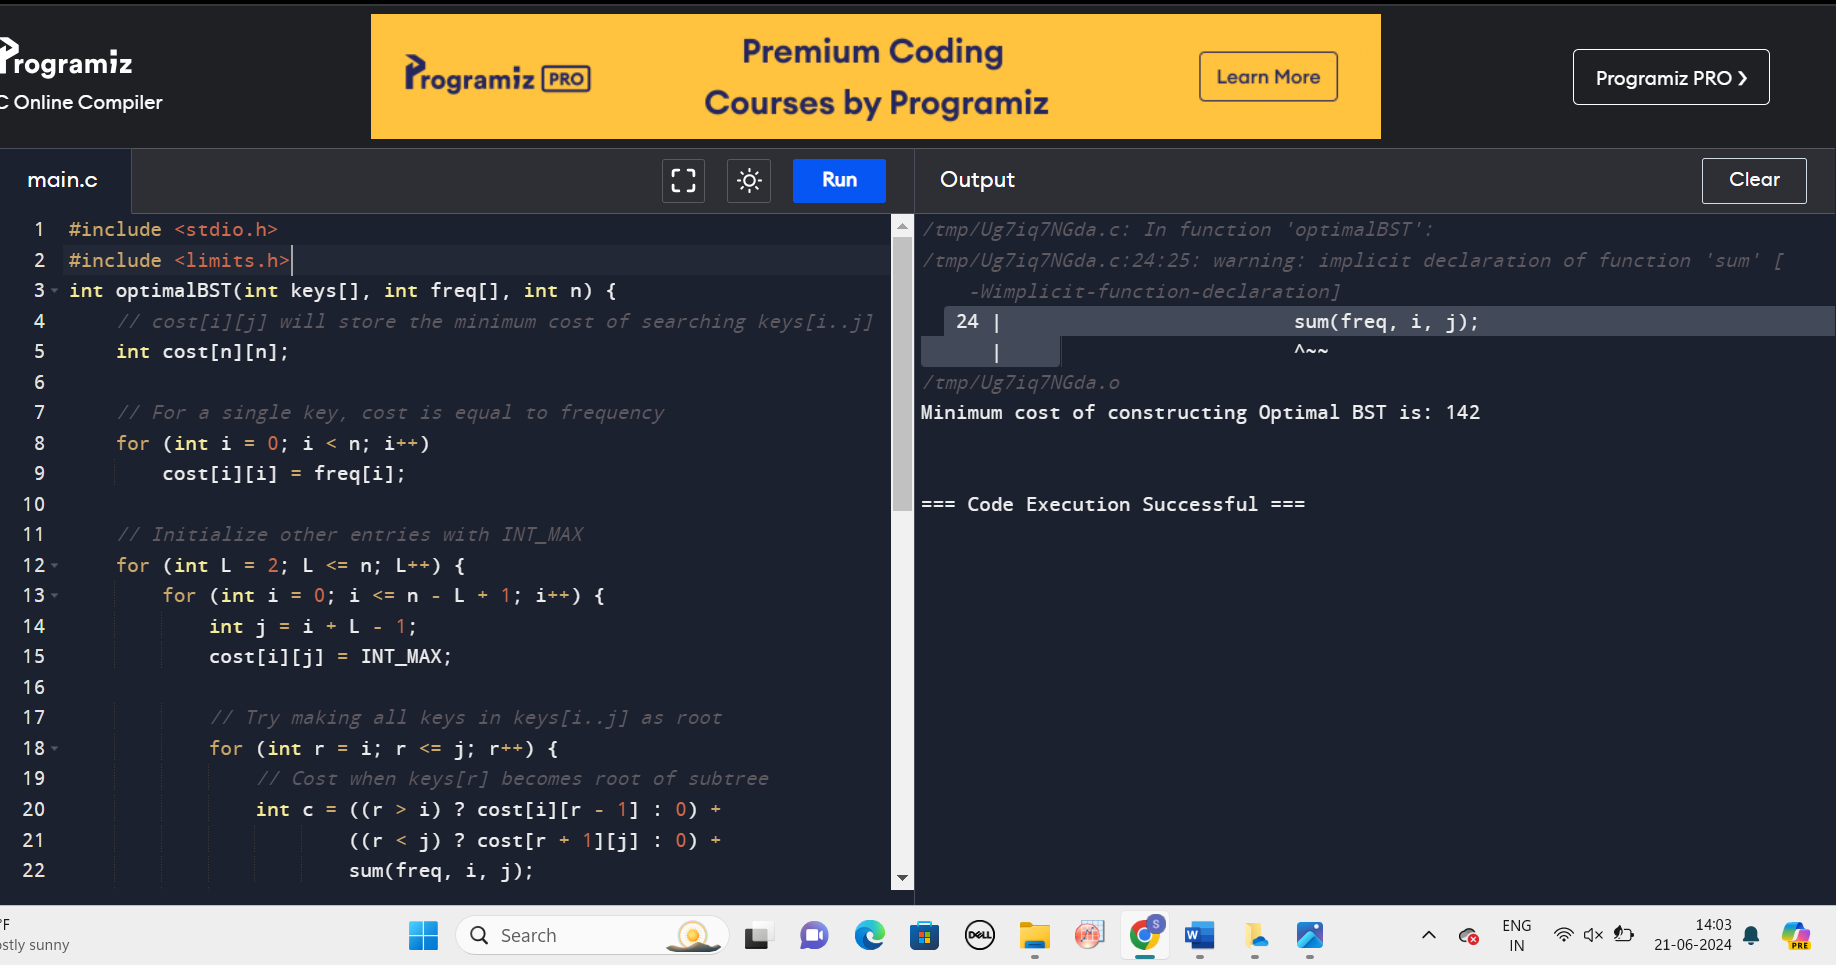 Programiz
C Online Compiler
Programiz PRO
Premium Coding
Courses by Programiz
Learn More
Programiz PRO ❯
main.c
Run
Output
Clear
1 #include <stdio.h>
2 #include <limits.h>
3 int optimalBST(int keys[], int freq[], int n) {
4     // cost[i][j] will store the minimum cost of searching keys[i..j]
5     int cost[n][n];
6
7     // For a single key, cost is equal to frequency
8     for (int i = 0; i < n; i++)
9         cost[i][i] = freq[i];
10
11     // Initialize other entries with INT_MAX
12     for (int L = 2; L <= n; L++) {
13         for (int i = 0; i <= n - L + 1; i++) {
14             int j = i + L - 1;
15             cost[i][j] = INT_MAX;
16
17             // Try making all keys in keys[i..j] as root
18             for (int r = i; r <= j; r++) {
19                 // Cost when keys[r] becomes root of subtree
20                 int c = ((r > i) ? cost[i][r - 1] : 0) +
21                         ((r < j) ? cost[r + 1][j] : 0) +
22                         sum(freq, i, j);
/tmp/Ug7iq7NGda.c: In function 'optimalBST':
/tmp/Ug7iq7NGda.c:24:25: warning: implicit declaration of function 'sum' [
-Wimplicit-function-declaration]
24 |                         sum(freq, i, j);
|                         ^~~
/tmp/Ug7iq7NGda.o
Minimum cost of constructing Optimal BST is: 142
=== Code Execution Successful ===
°F
ostly sunny
Search
DELL
S
W
ENG
IN
14:03
21-06-2024
PRE